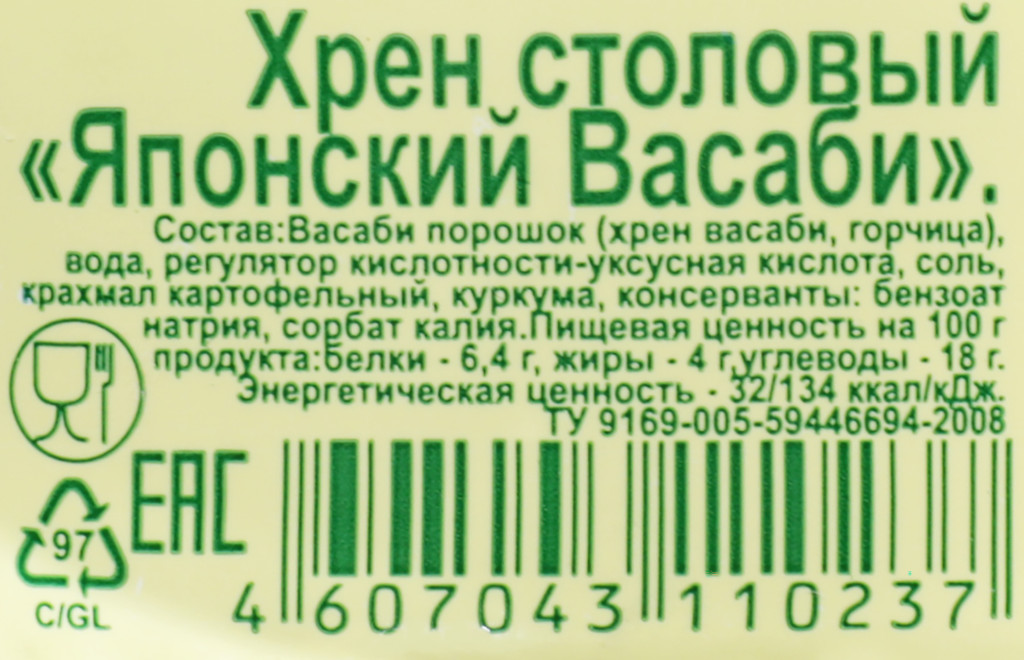 Хрен столовый
«Японский Васаби».
Состав:Васаби порошок (хрен васаби, горчица),
вода, регулятор кислотности-уксусная кислота, соль,
крахмал картофельный, куркума, консерванты: бензоат
натрия, сорбат калия.Пищевая ценность на 100 г
продукта:белки - 6,4 г, жиры - 4 г,углеводы - 18 г.
Энергетическая ценность - 32/134 ккал/кДж.
ТУ 9169-005-59446694-2008
EAC
97
C/GL
4 607043 110237